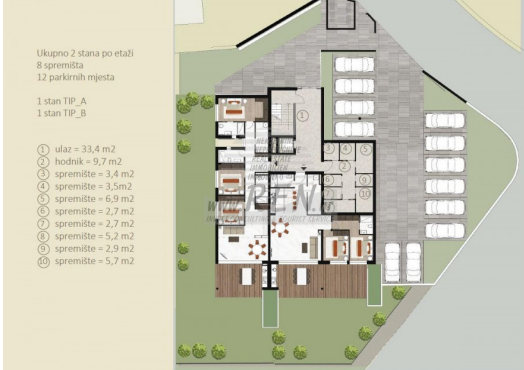 Ukupno 2 stana po etaži
8 spremišta
12 parkirnih mjesta
1 stan TIP_A
1 stan TIP_B
1 ulaz = 33,4 m2
2 hodnik = 9,7 m2
3 spremište = 3,4 m2
4 spremište = 3,5m2
5 spremište = 6,9 m2
6 spremište = 2,7 m2
7 spremište = 2,7 m2
8 spremište = 5,2 m2
9 spremište = 2,9 m2
10 spremište = 5,7 m2
1